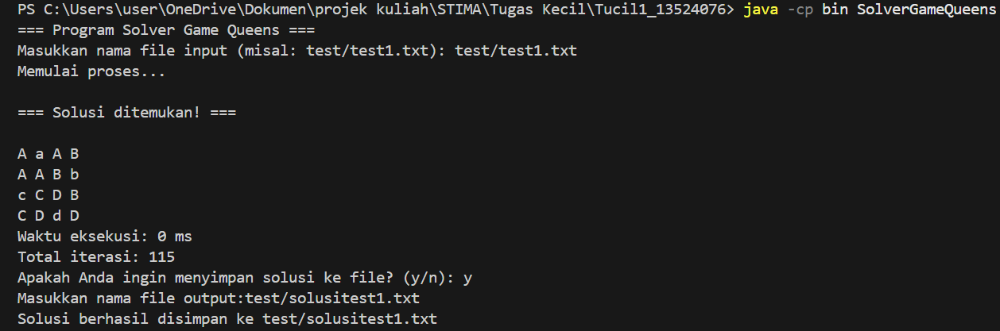 PS C:\Users\user\OneDrive\Dokumen\projek kuliah\STIMA\Tugas Kecil\Tucil1_13524076> java -cp bin SolverGameQueens
=== Program Solver Game Queens ===
Masukkan nama file input (misal: test/test1.txt): test/test1.txt
Memulai proses...
=== Solusi ditemukan! ===
A a A B
A A B b
c C D B
C D d D
Waktu eksekusi: 0 ms
Total iterasi: 115
Apakah Anda ingin menyimpan solusi ke file? (y/n): y
Masukkan nama file output:test/solusitest1.txt
Solusi berhasil disimpan ke test/solusitest1.txt